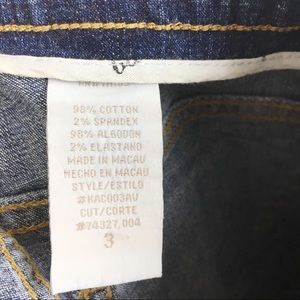 98% COTTON
2% SPANDEX
98% ALGODON
2% ELASTANO
MADE IN MACAU
HECHO EN MACAU
STYLE/ESTILO
#KAC003AV
CUT/CORTE
#74327,004
3